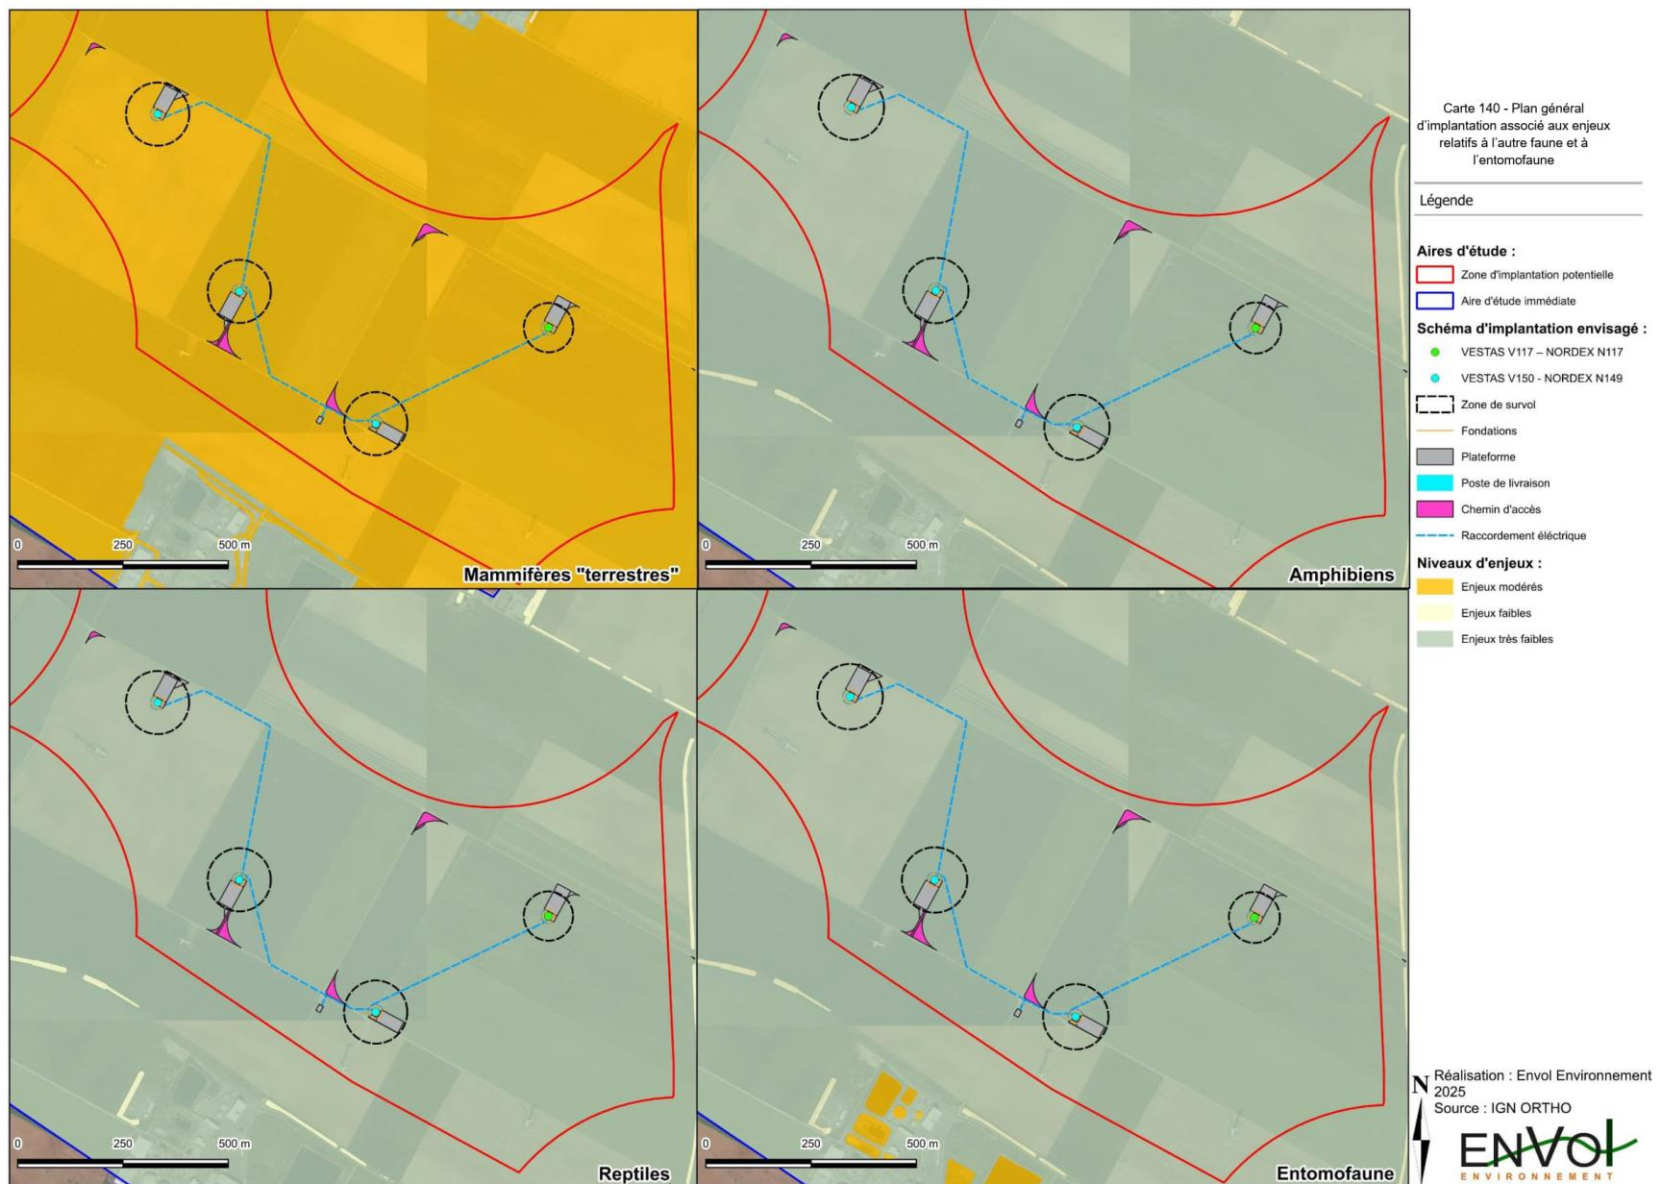 Carte 140 - Plan général
d'implantation associé aux enjeux
relatifs à l'autre faune et à
l'entomofaune
Légende
Aires d'étude :
Zone d'implantation potentielle
Aire d'étude immédiate
Schéma d'implantation envisagé :
VESTAS V117 – NORDEX N117
VESTAS V150 - NORDEX N149
Zone de survol
Fondations
Plateforme
Poste de livraison
Chemin d'accès
Raccordement éléctrique
Niveaux d'enjeu :
Enjeux modérés
Enjeux faibles
Enjeux très faibles
0 250 500 m
Mammifères "terrestres"
0 250 500 m
Amphibiens
0 250 500 m
Reptiles
0 250 500 m
Entomofaune
N
Réalisation : Envol Environnement
2025
Source : IGN ORTHO
ENVOl
ENVIRONNEMENT